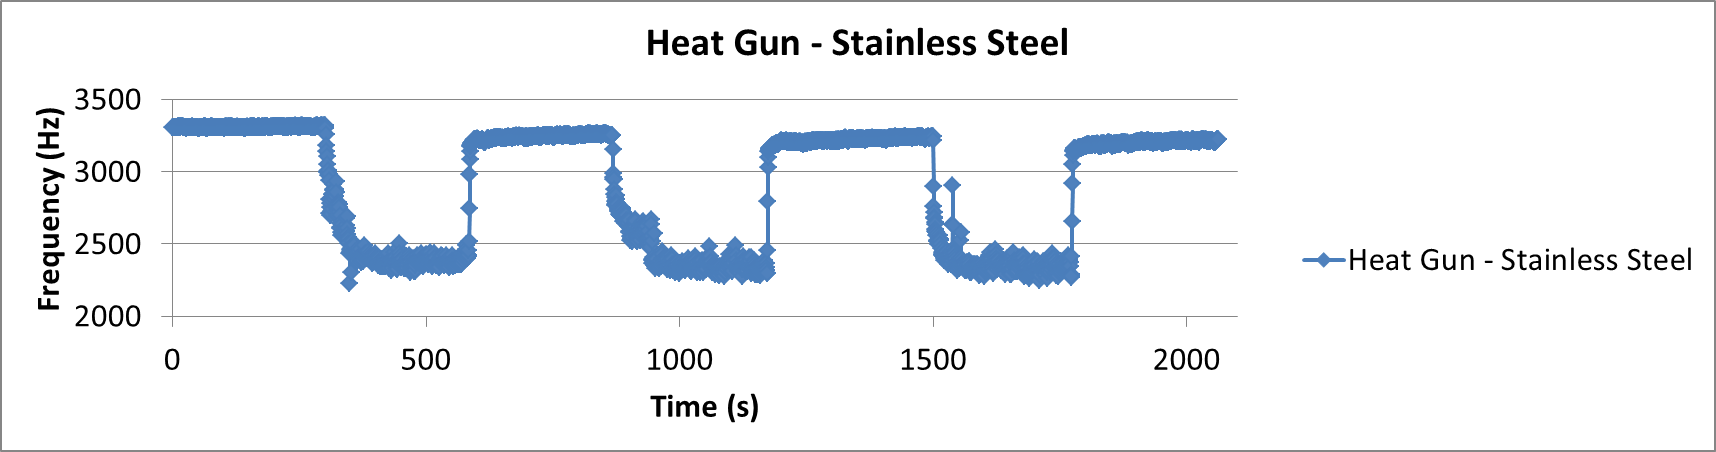 Heat Gun - Stainless Steel
Frequency (Hz)
3500
3000
2500
2000
0 500 1000 1500 2000
Time (s)
Heat Gun - Stainless Steel